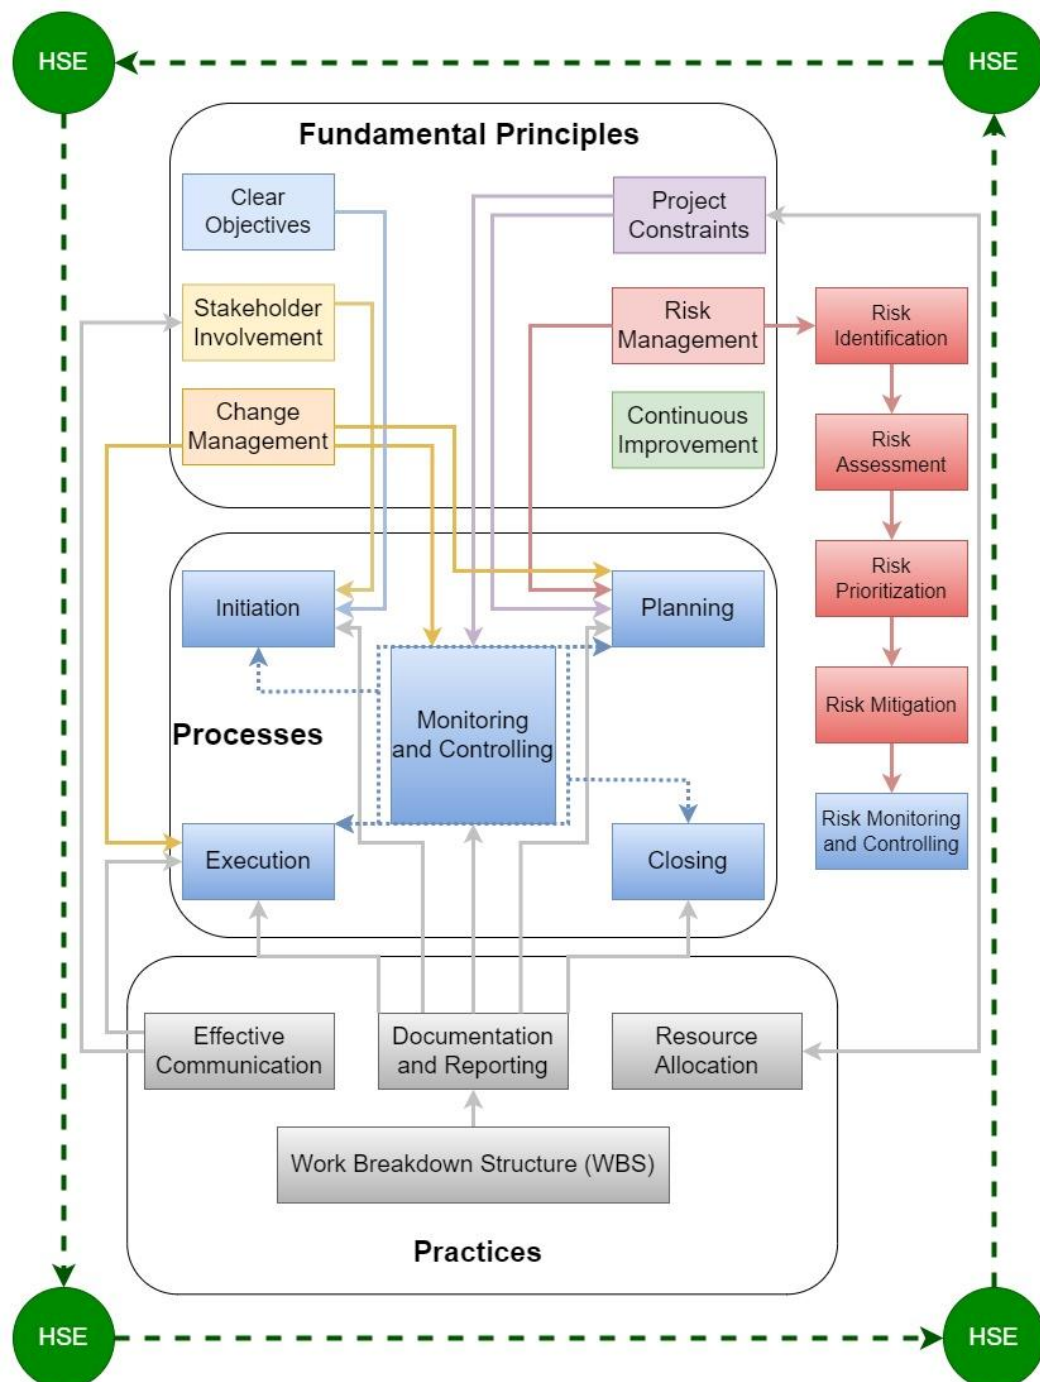 HSE
HSE
Fundamental Principles
Clear
Objectives
Project
Constraints
Stakeholder
Involvement
Risk
Management
Risk
Identification
Change
Management
Continuous
Improvement
Risk
Assessment
Risk
Prioritization
Initiation
Planning
Risk Mitigation
Processes
Monitoring
and Controlling
Risk Monitoring
and Controlling
Execution
Closing
Effective
Communication
Documentation
and Reporting
Resource
Allocation
Work Breakdown Structure (WBS)
Practices
HSE
HSE